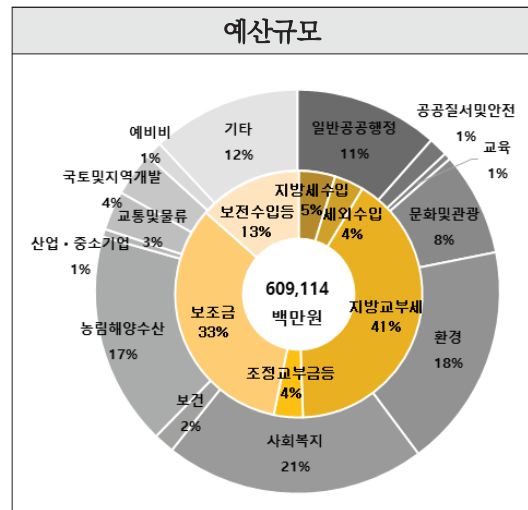 예산규모
일반공공행정
11%
공공질서및안전
1%
교육
1%
문화및관광
8%
환경
18%
사회복지
21%
보건
2%
농림해양수산
17%
산업・중소기업
1%
교통및물류
3%
국토및지역개발
4%
예비비
1%
기타
12%
지방세수입
5%
세외수입
4%
지방교부세
41%
조정교부금등
4%
보조금
33%
보전수입등
13%
609,114
백만원